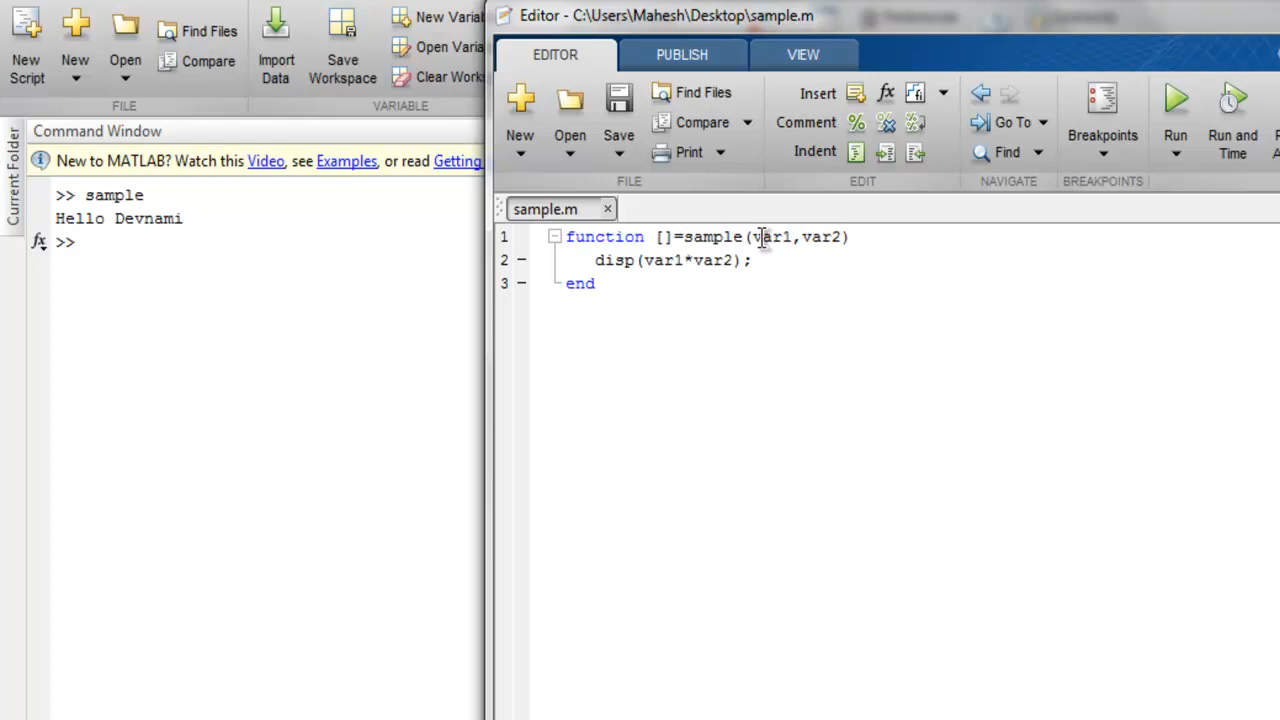 New Script
New
Open
Find Files
Compare
FILE
Import Data
Save Workspace
New Variab
Open Varia
Clear Works
VARIABLE
Current Folder
Command Window
New to MATLAB? Watch this Video, see Examples, or read Getting
>> sample
Hello Devnami
fx >>
Editor - C:\Users\Mahesh\Desktop\sample.m
EDITOR
PUBLISH
VIEW
New
Open
Save
Find Files
Compare
Print
FILE
Insert fx
Comment
Indent
EDIT
Go To
Find
NAVIGATE
Breakpoints
BREAKPOINTS
Run
Run and Time
sample.m
1 function []=sample(var1,var2)
2 disp(var1*var2);
3 end